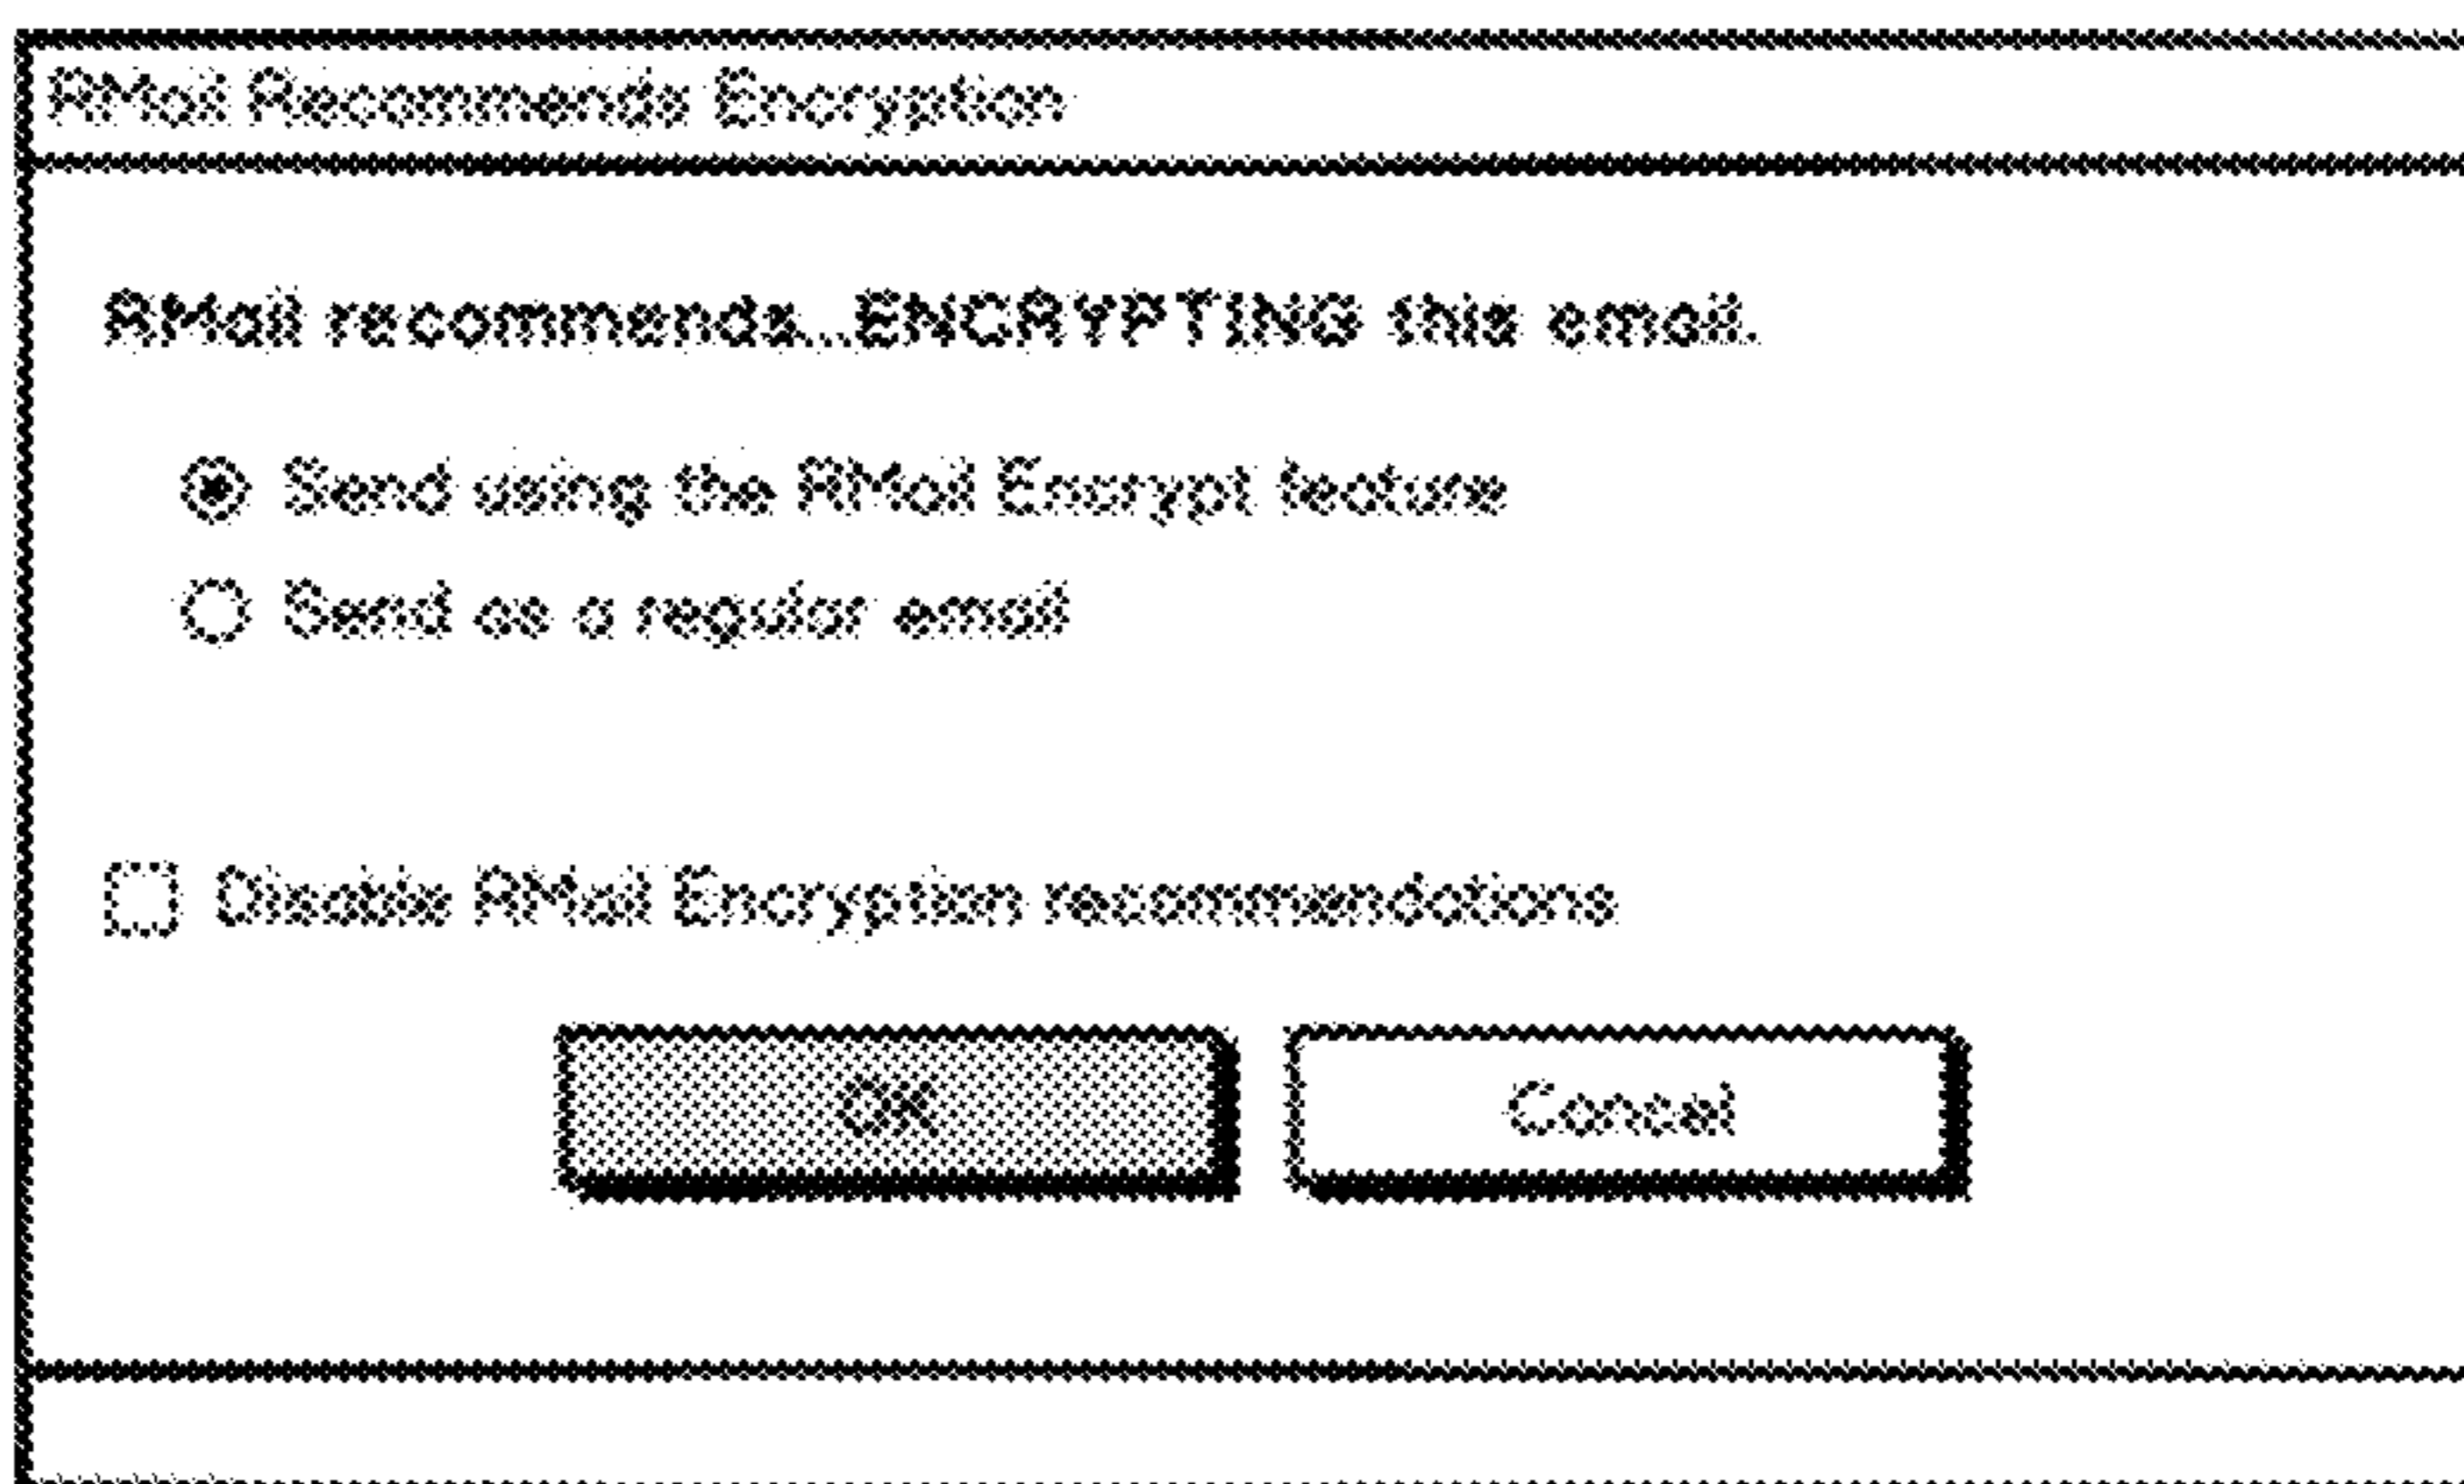 RMail Recommends Encryption
RMail recommends...ENCRYPTING this email.
Send using the RMail Encrypt feature
Send as a regular email
Disable RMail Encryption recommendations
OK Cancel